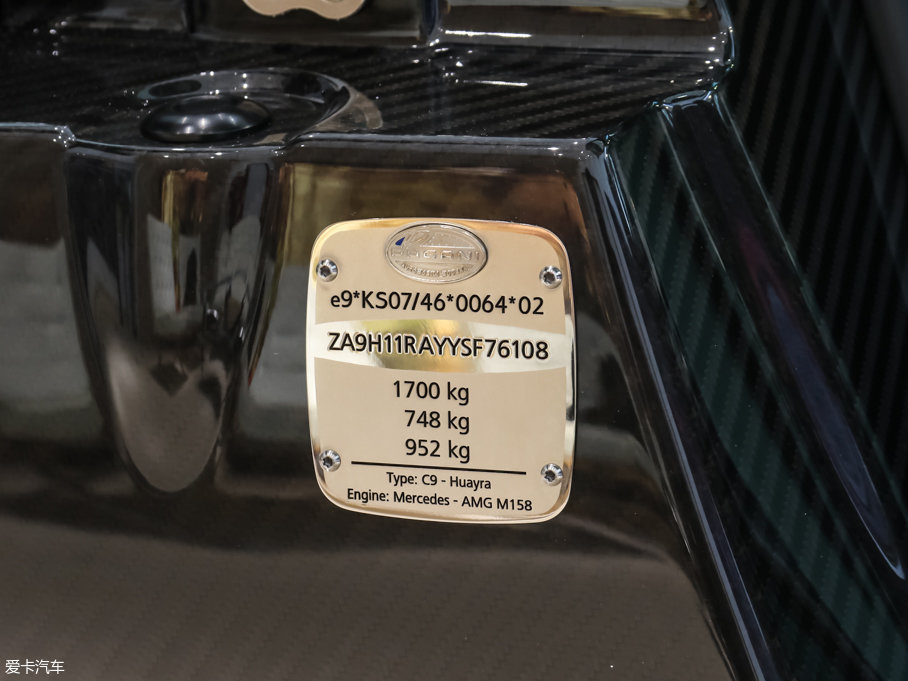 PAGANI
e9*KS07/46*0064*02
ZA9H11RAYYSF76108
1700 kg
748 kg
952 kg
Type: C9 - Huayra
Engine: Mercedes - AMG M158
爱卡汽车